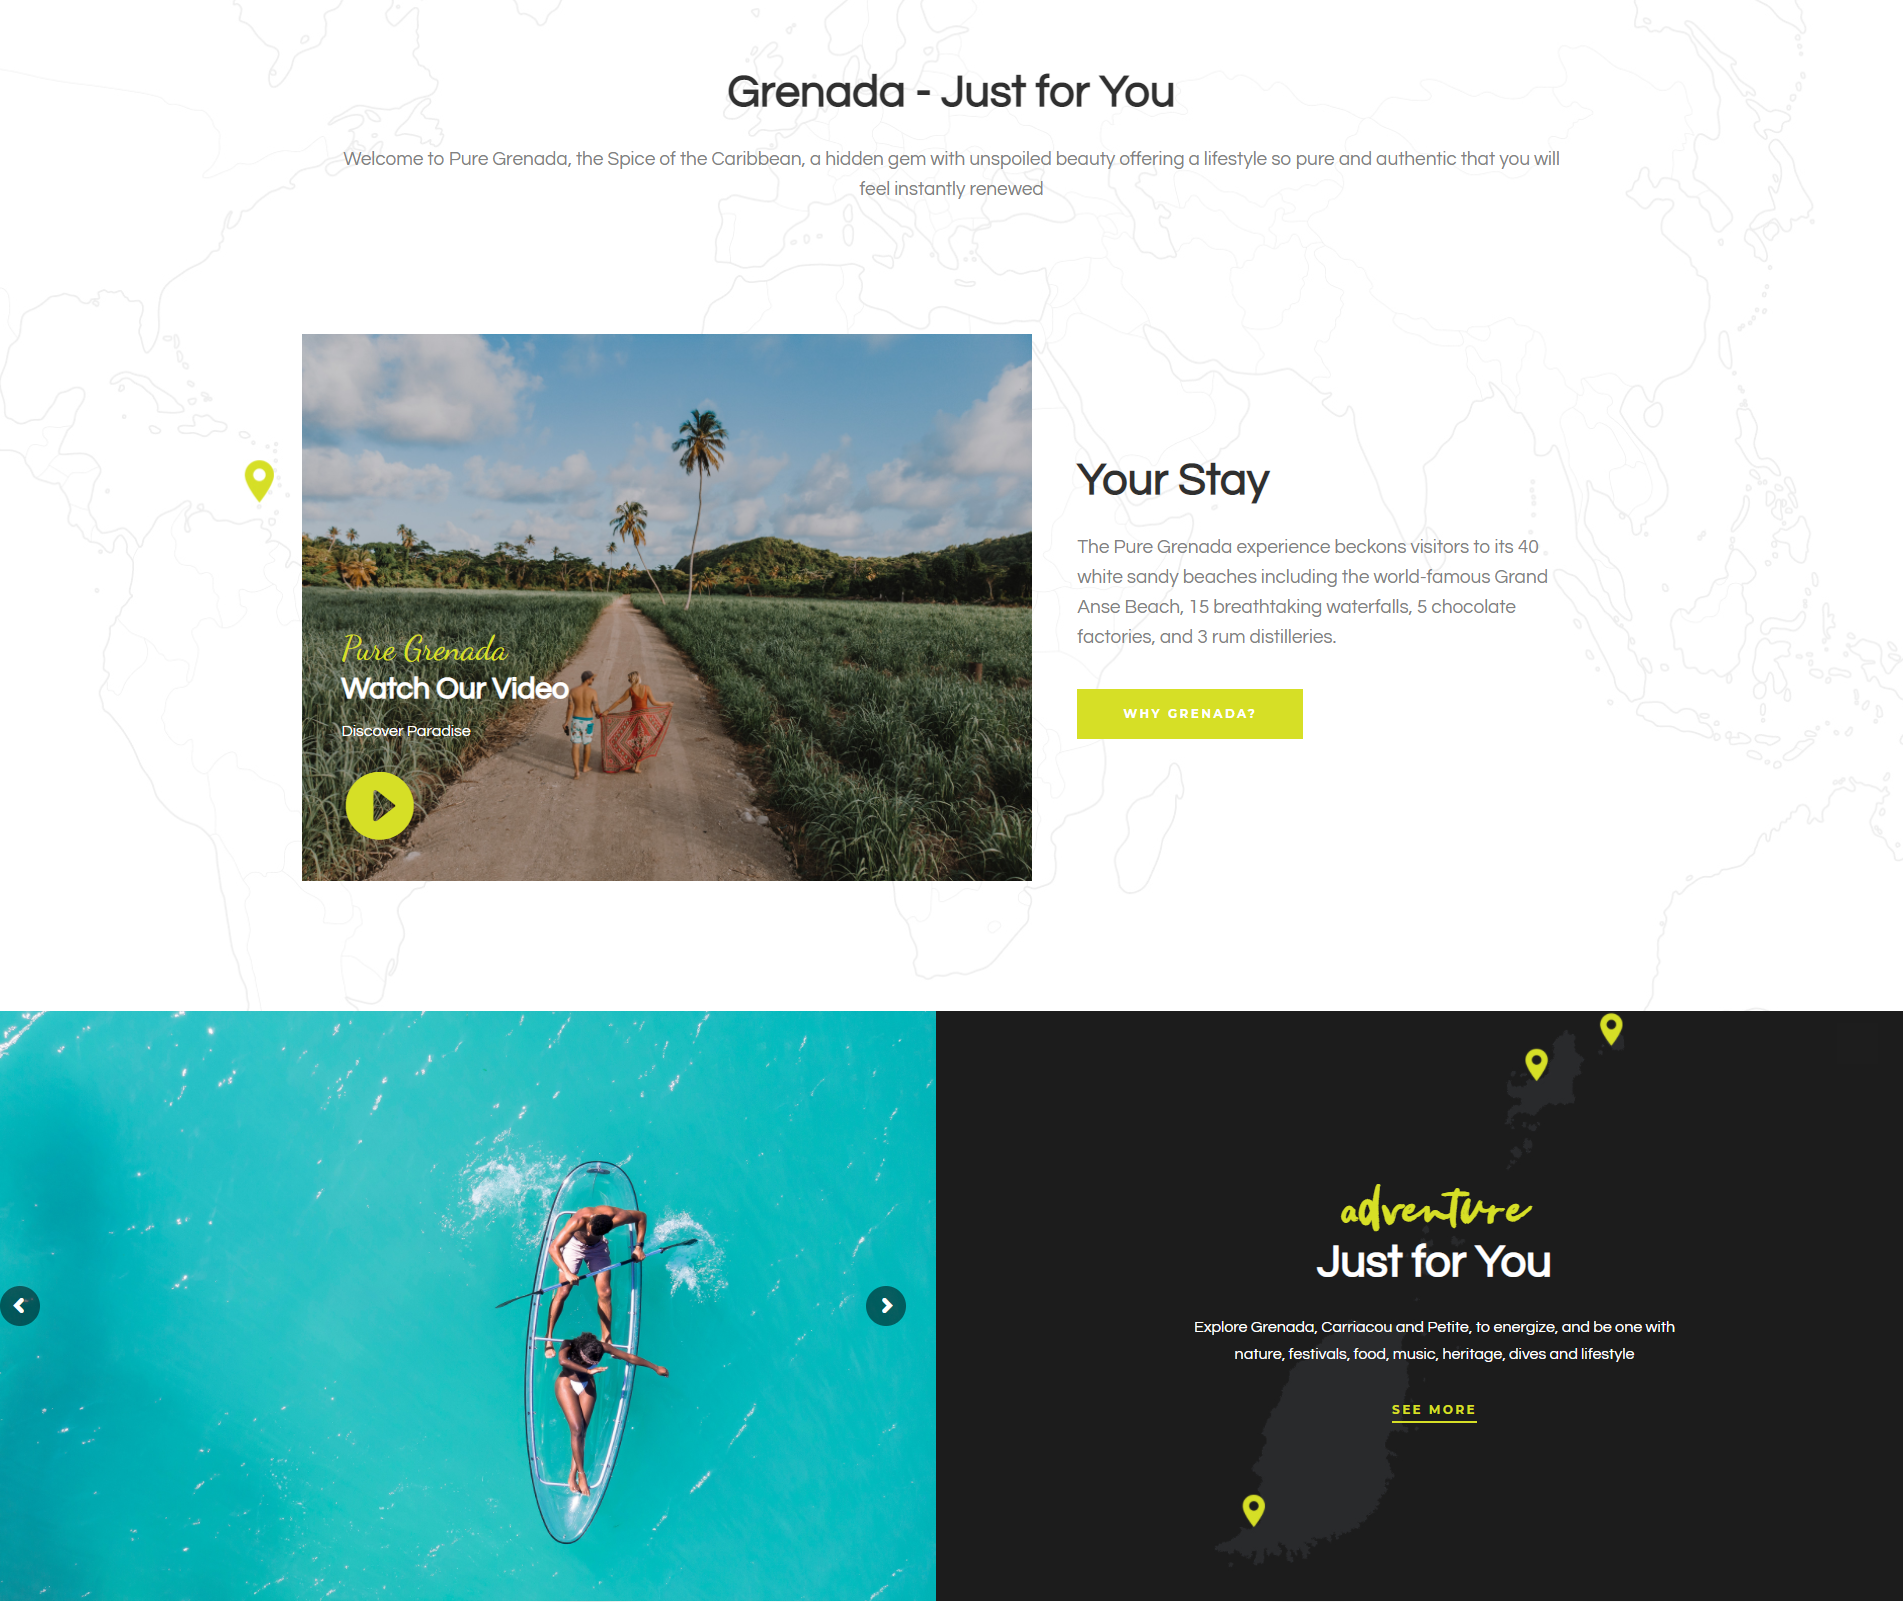 Grenada - Just for You
Welcome to Pure Grenada, the Spice of the Caribbean, a hidden gem with unspoiled beauty offering a lifestyle so pure and authentic that you will
feel instantly renewed
Pure Grenada
Watch Our Video
Discover Paradise
Your Stay
The Pure Grenada experience beckons visitors to its 40
white sandy beaches including the world-famous Grand
Anse Beach, 15 breathtaking waterfalls, 5 chocolate
factories, and 3 rum distilleries.
WHY GRENADA?
adventure
Just for You
Explore Grenada, Carriacou and Petite, to energize, and be one with
nature, festivals, food, music, heritage, dives and lifestyle
SEE MORE